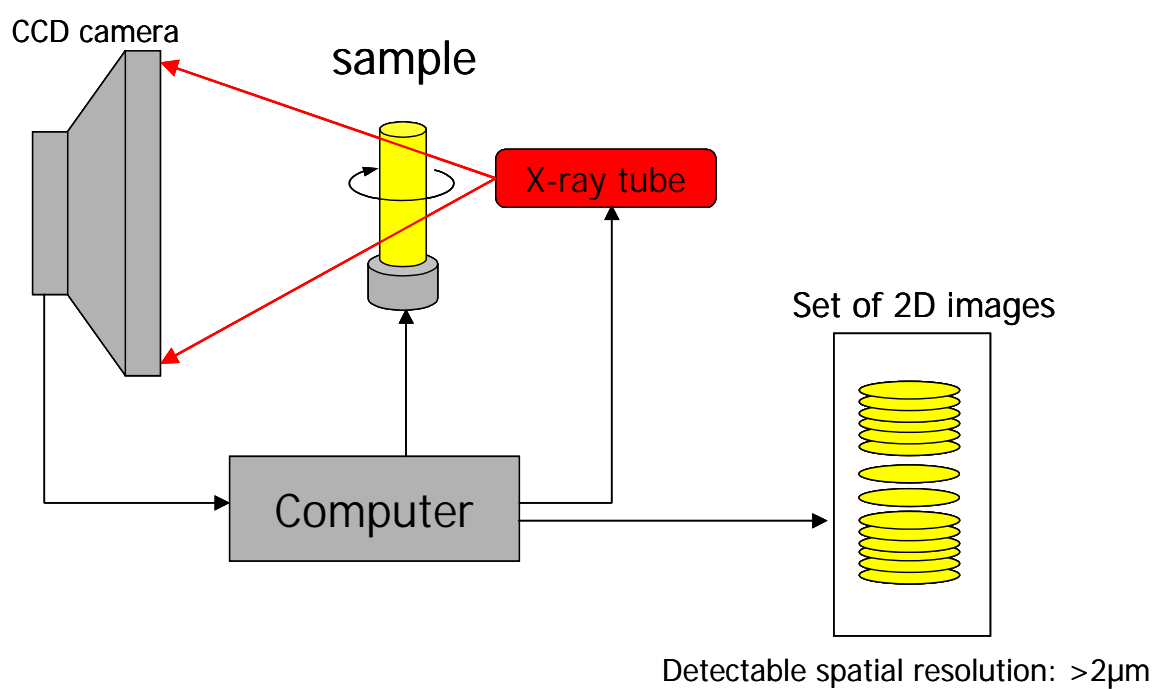 CCD camera
sample
X-ray tube
Set of 2D images
Computer
Detectable spatial resolution: >2µm